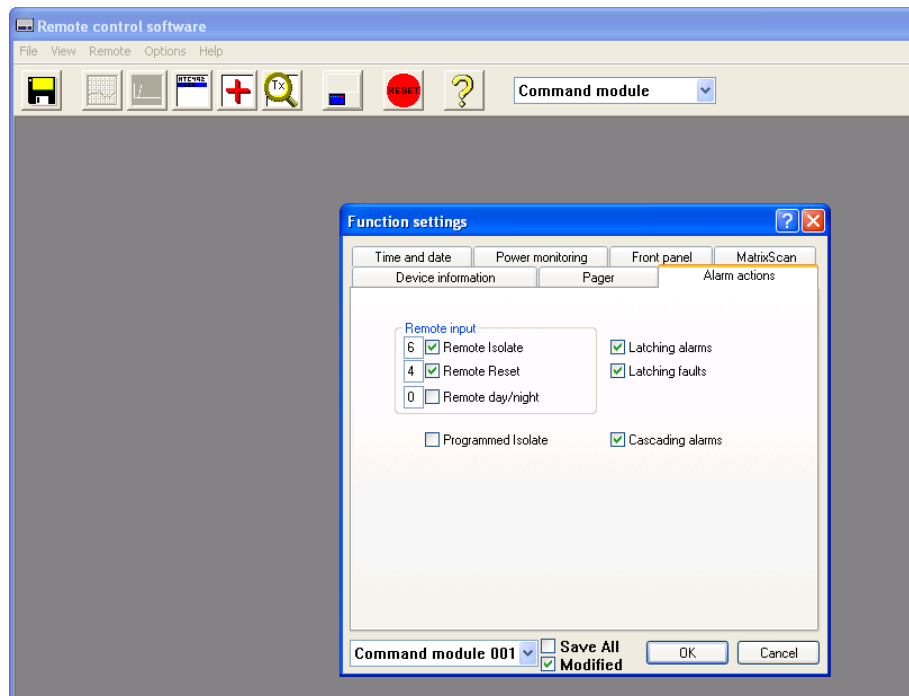 Remote control software
File View Remote Options Help
HTC492
TX
RESET
Command module
Function settings
Time and date Power monitoring Front panel MatrixScan
Device information Pager Alarm actions
Remote input
6 Remote Isolate Latching alarms
4 Remote Reset Latching faults
0 Remote day/night
Programmed Isolate Cascading alarms
Command module 001 Save All OK Cancel
Modified